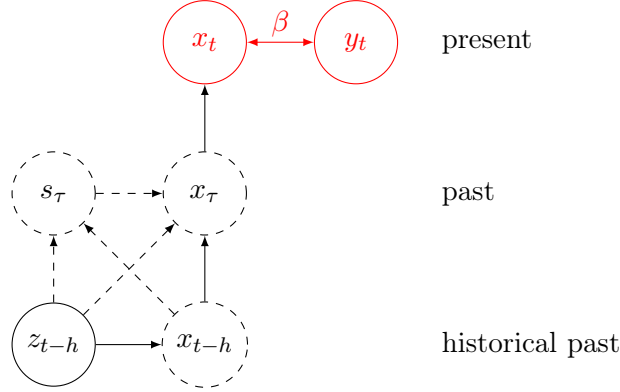 β
x_t y_t present
s_τ x_τ past
z_{t−h} x_{t−h} historical past